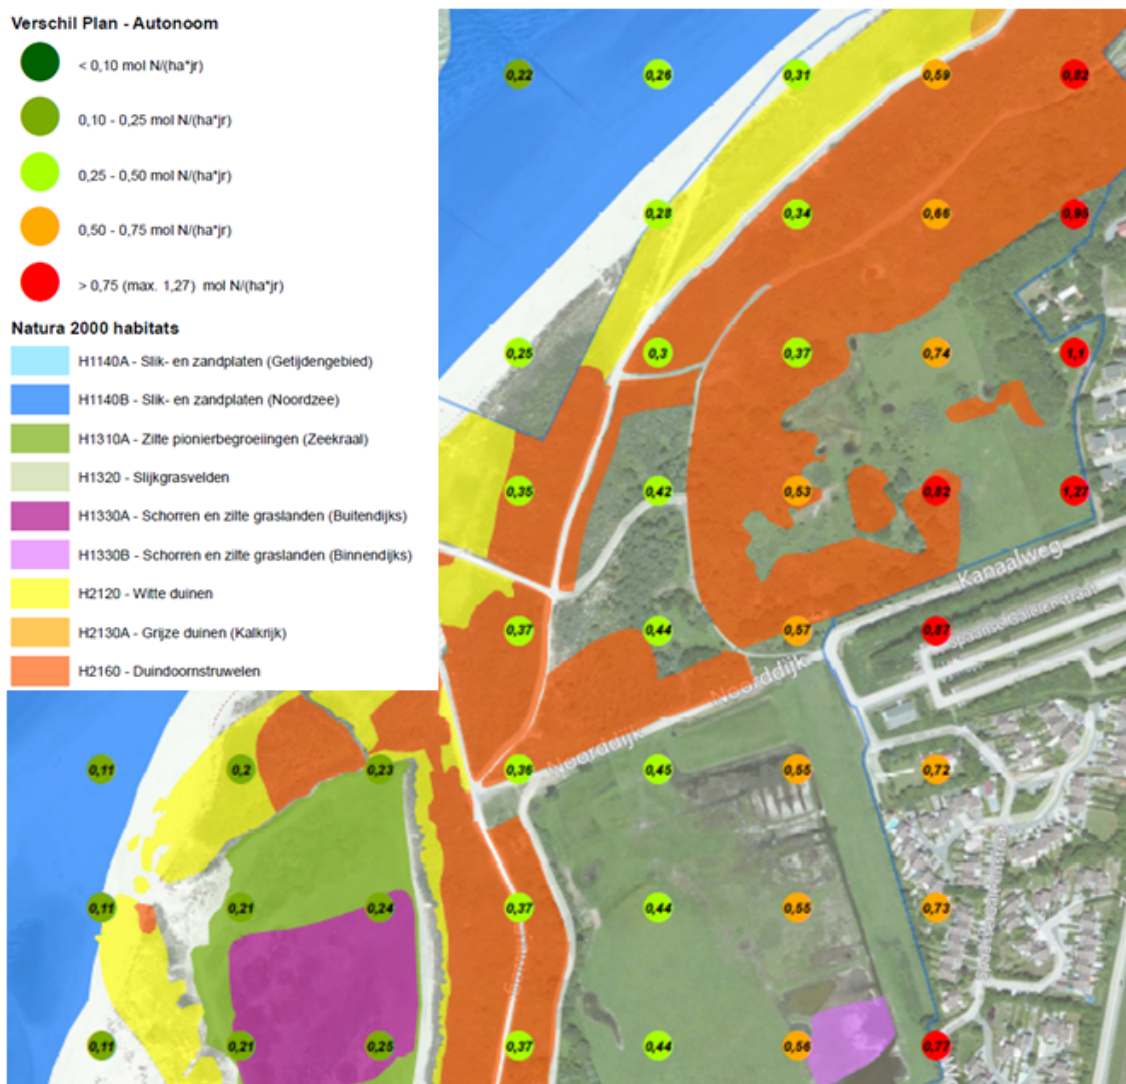 Verschil Plan - Autonoom
< 0,10 mol N/(ha*jr)
0,10 - 0,25 mol N/(ha*jr)
0,25 - 0,50 mol N/(ha*jr)
0,50 - 0,75 mol N/(ha*jr)
> 0,75 (max. 1,27) mol N/(ha*jr)
Natura 2000 habitats
H1140A - Slik- en zandplaten (Getijdengebied)
H1140B - Slik- en zandplaten (Noordzee)
H1310A - Zilte pionierbegroeiingen (Zeekraal)
H1320 - Slijkgrasvelden
H1330A - Schorren en zilte graslanden (Buitendijks)
H1330B - Schorren en zilte graslanden (Binnendijks)
H2120 - Witte duinen
H2130A - Grijze duinen (Kalkrijk)
H2160 - Duindoornstruwelen
0,22 0,26 0,31 0,59 0,82
0,28 0,34 0,66 0,95
0,25 0,3 0,37 0,74 1,1
0,35 0,42 0,53 0,82 1,27
Kanaalweg
0,37 0,44 0,57 0,87
Noorddijk
Noorddijk
0,11 0,2 0,23 0,36 0,45 0,55 0,72
0,11 0,21 0,24 0,37 0,44 0,55 0,73
0,11 0,21 0,25 0,37 0,44 0,56 0,77